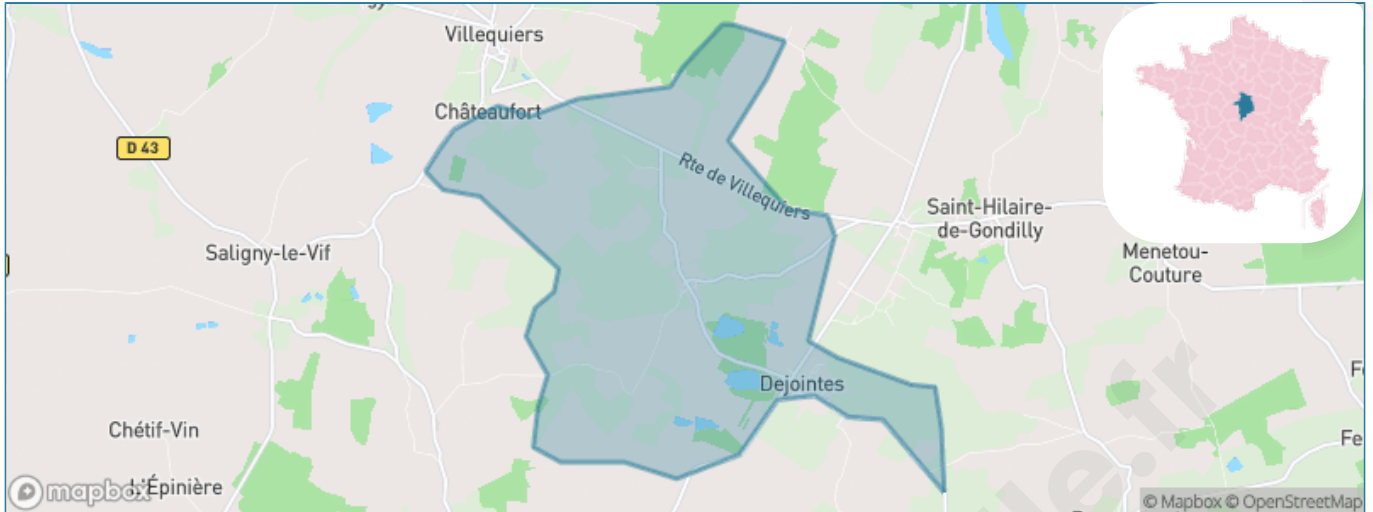 Villequiers
Châteaufort
D 43
Rte de Villequiers
Saint-Hilaire-
de-Gondilly
Saligny-le-Vif
Menetou-
Couture
Dejointes
Chétif-Vin
L'Épinière
mapbox
© Mapbox © OpenStreetMap